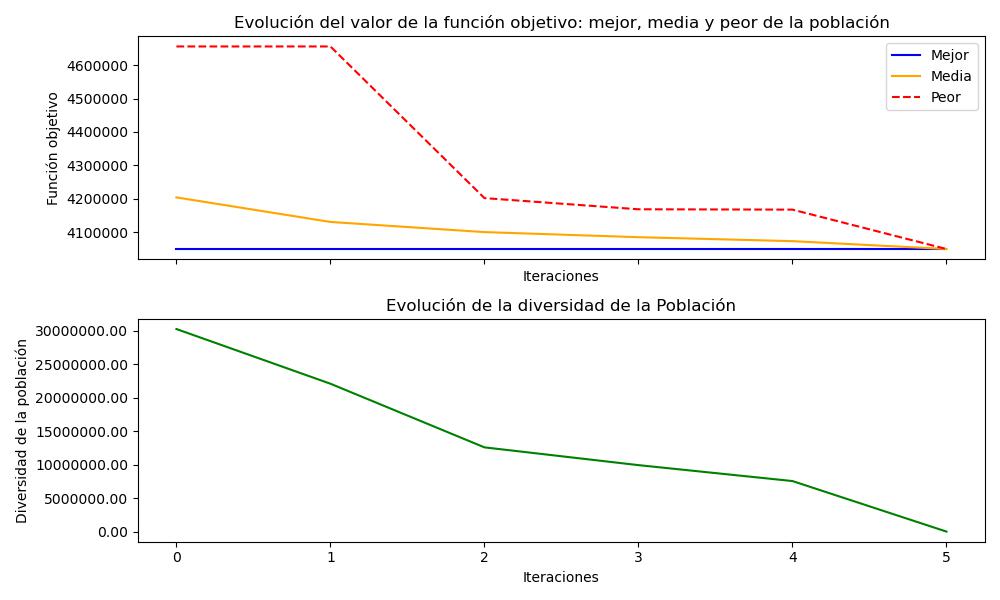 Evolución del valor de la función objetivo: mejor, media y peor de la población
Función objetivo
4600000
4500000
4400000
4300000
4200000
4100000
Mejor
Media
Peor
Iteraciones
Evolución de la diversidad de la Población
Diversidad de la población
30000000.00
25000000.00
20000000.00
15000000.00
10000000.00
5000000.00
0.00
0 1 2 3 4 5
Iteraciones